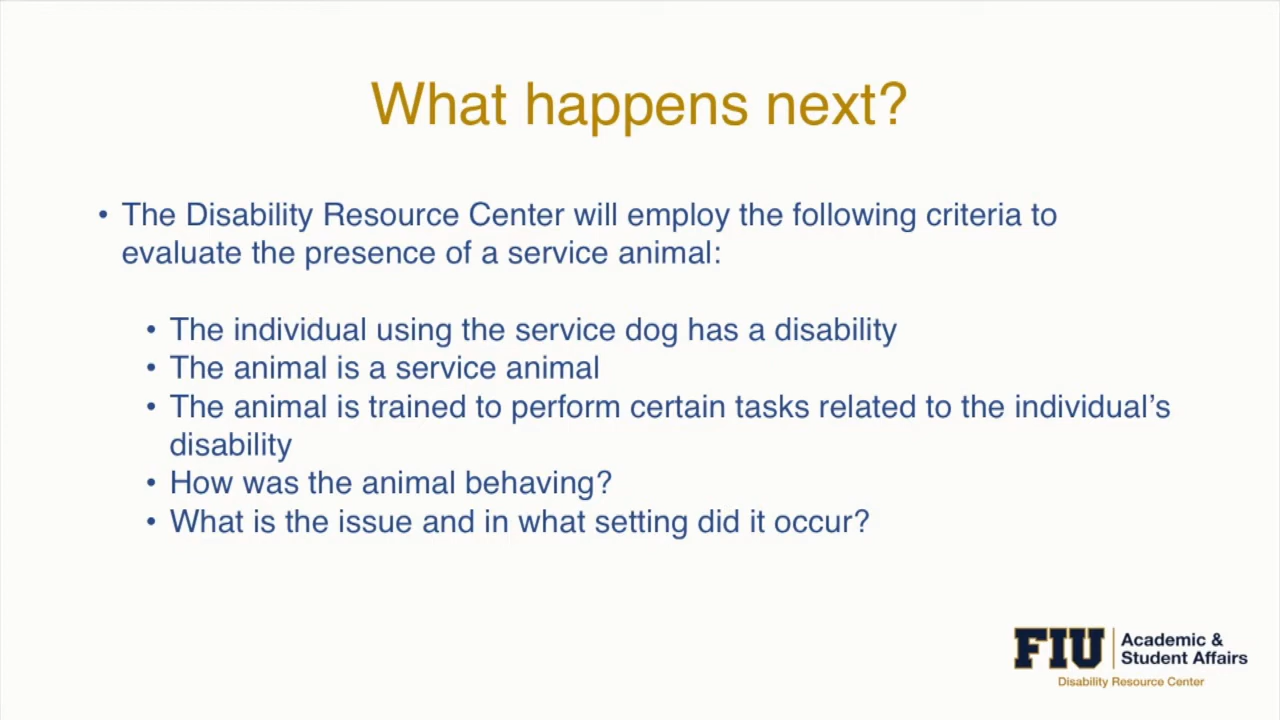 What happens next?
• The Disability Resource Center will employ the following criteria to
evaluate the presence of a service animal:
• The individual using the service dog has a disability
• The animal is a service animal
• The animal is trained to perform certain tasks related to the individual’s
disability
• How was the animal behaving?
• What is the issue and in what setting did it occur?
FIU Academic &
Student Affairs
Disability Resource Center